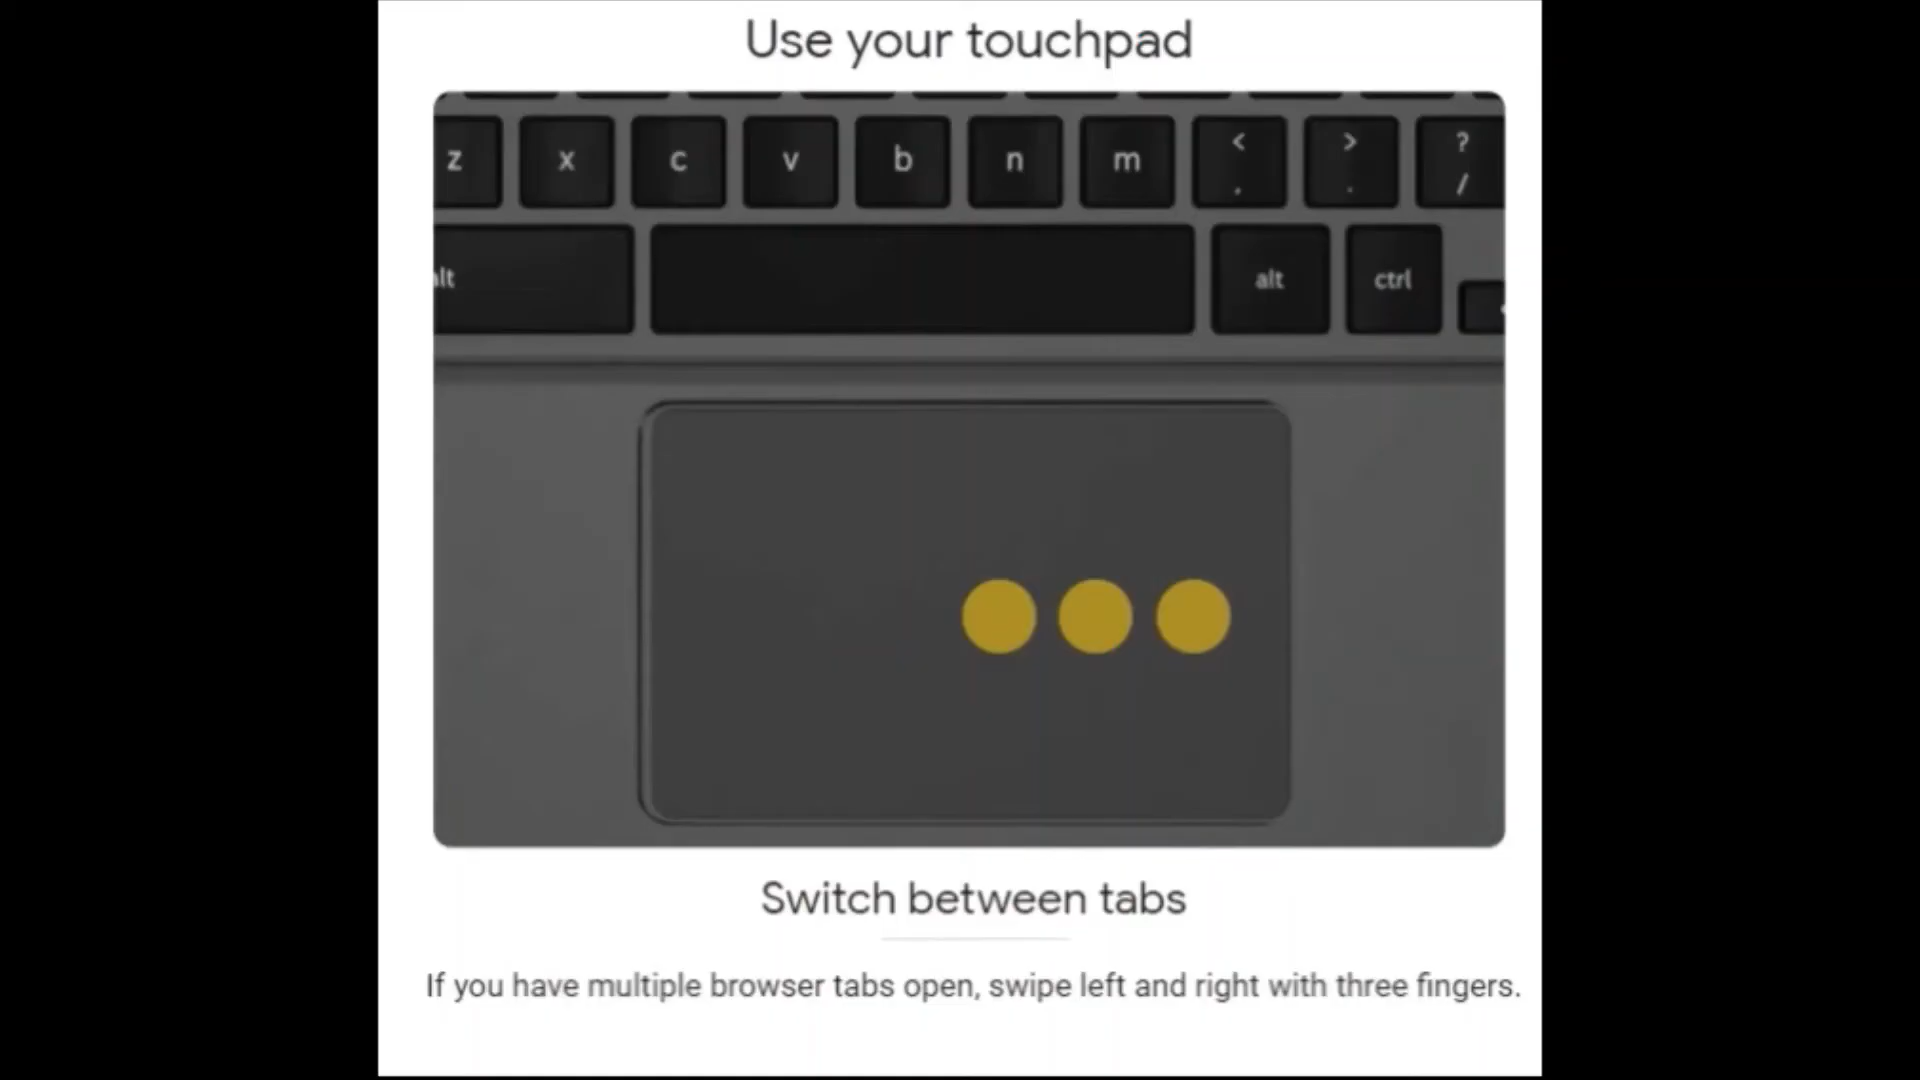 Use your touchpad
z x c v b n m < , > . ? /
alt alt ctrl
Switch between tabs
If you have multiple browser tabs open, swipe left and right with three fingers.